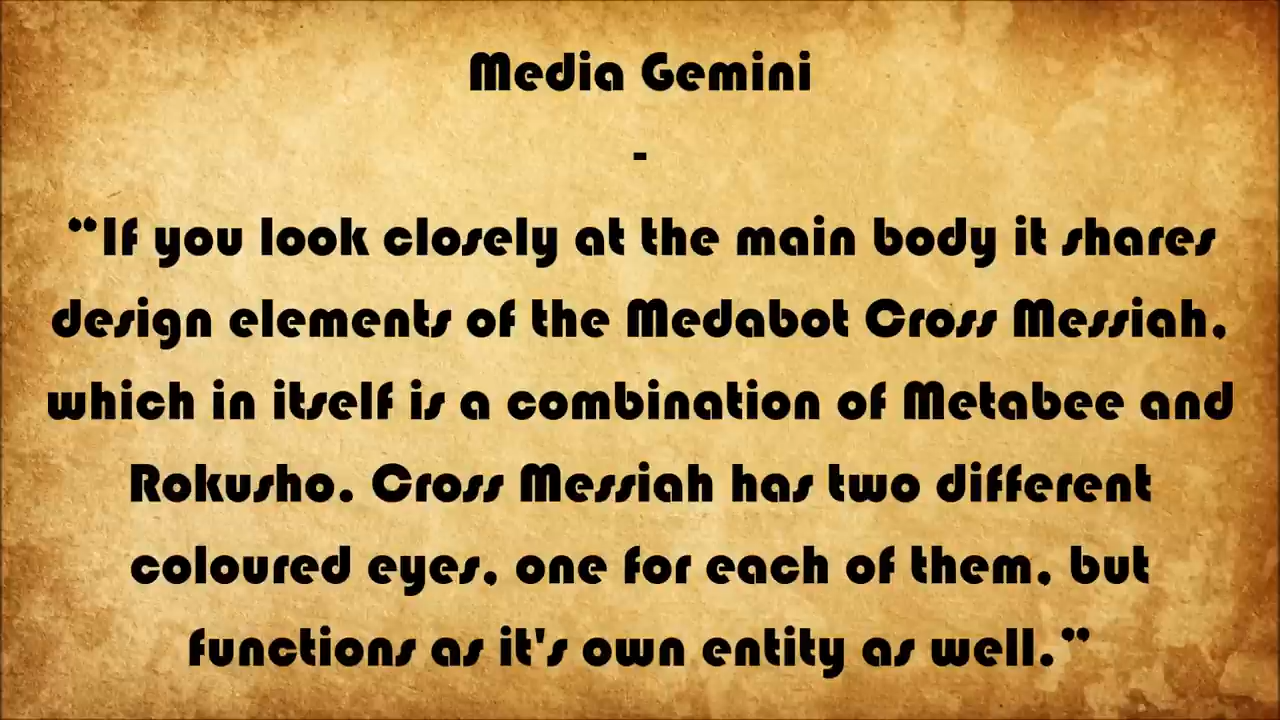 Media Gemini
-
“If you look closely at the main body it shares
design elements of the Medabot Cross Messiah,
which in itself is a combination of Metabee and
Rokusho. Cross Messiah has two different
coloured eyes, one for each of them, but
functions as it's own entity as well.”